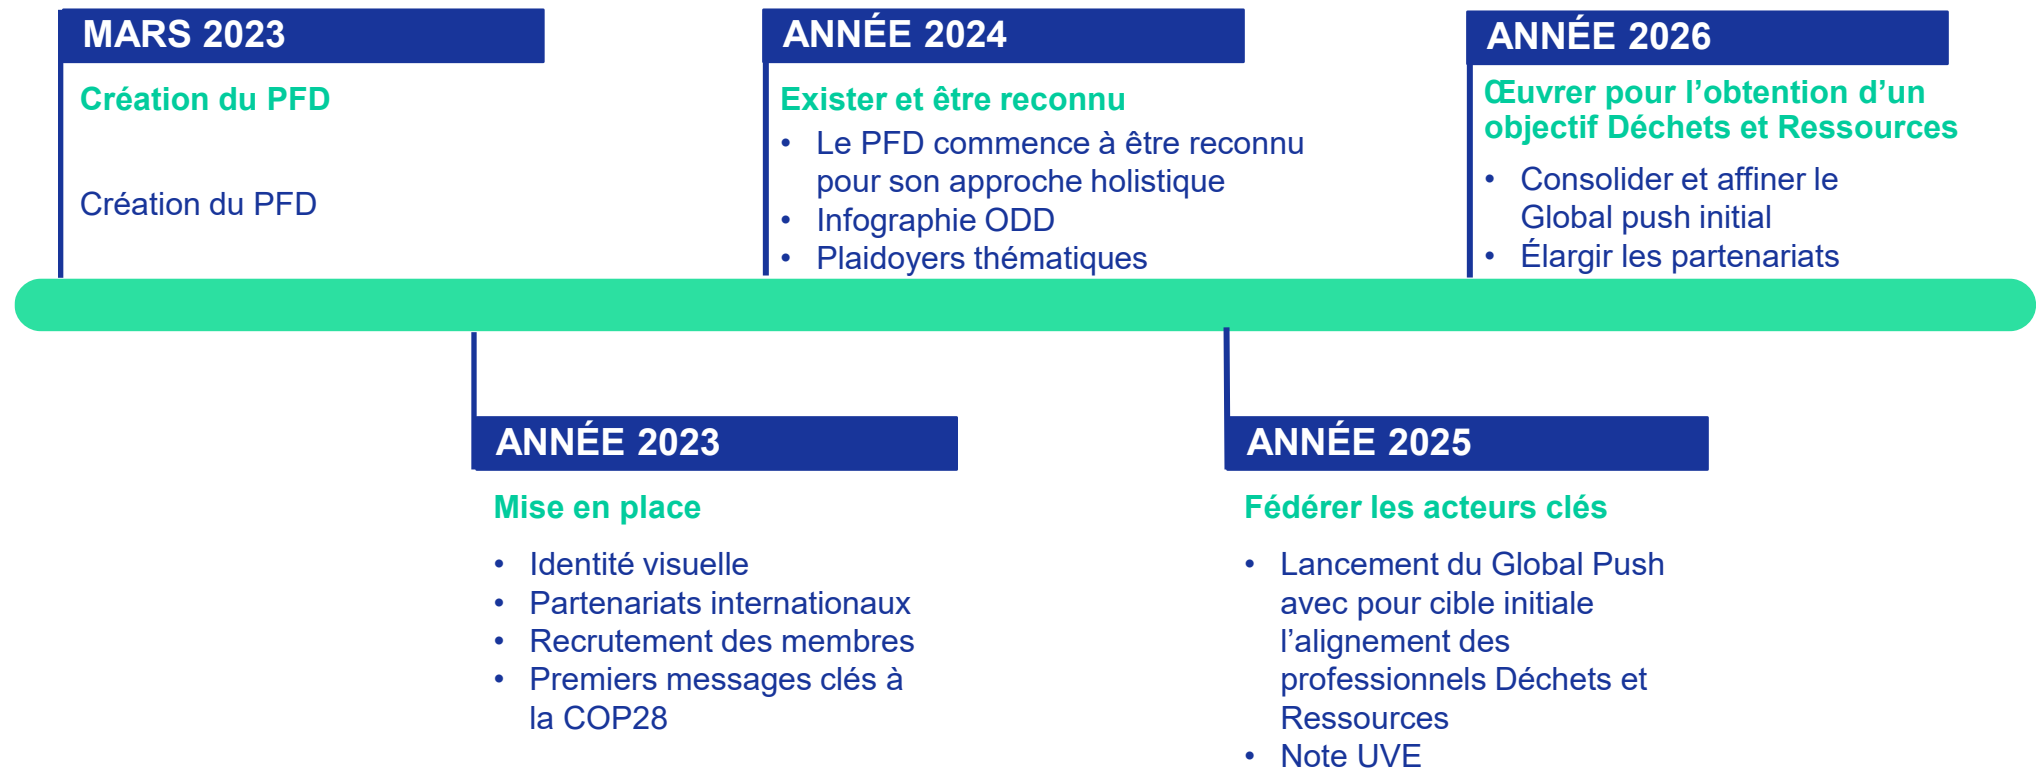 MARS 2023
Création du PFD
Création du PFD
ANNÉE 2024
Exister et être reconnu
• Le PFD commence à être reconnu
pour son approche holistique
• Infographie ODD
• Plaidoyers thématiques
ANNÉE 2026
Œuvrer pour l’obtention d’un
objectif Déchets et Ressources
• Consolider et affiner le
Global push initial
• Élargir les partenariats
ANNÉE 2023
Mise en place
• Identité visuelle
• Partenariats internationaux
• Recrutement des membres
• Premiers messages clés à
la COP28
ANNÉE 2025
Fédérer les acteurs clés
• Lancement du Global Push
avec pour cible initiale
l’alignement des
professionnels Déchets et
Ressources
• Note UVE